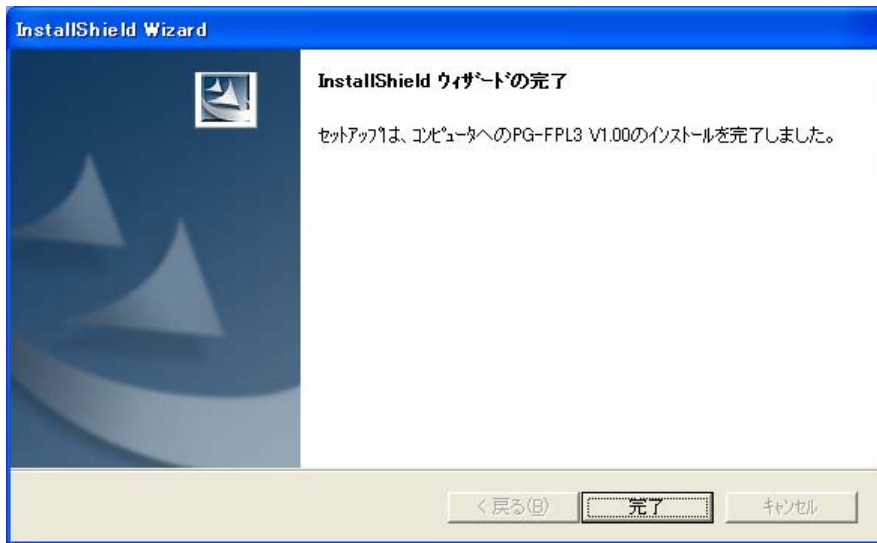 InstallShield Wizard
InstallShield ウィザードの完了
セットアップは、コンピュータへのPG-FPL3 V1.00のインストールを完了しました。
< 戻る(B)
完了
キャンセル